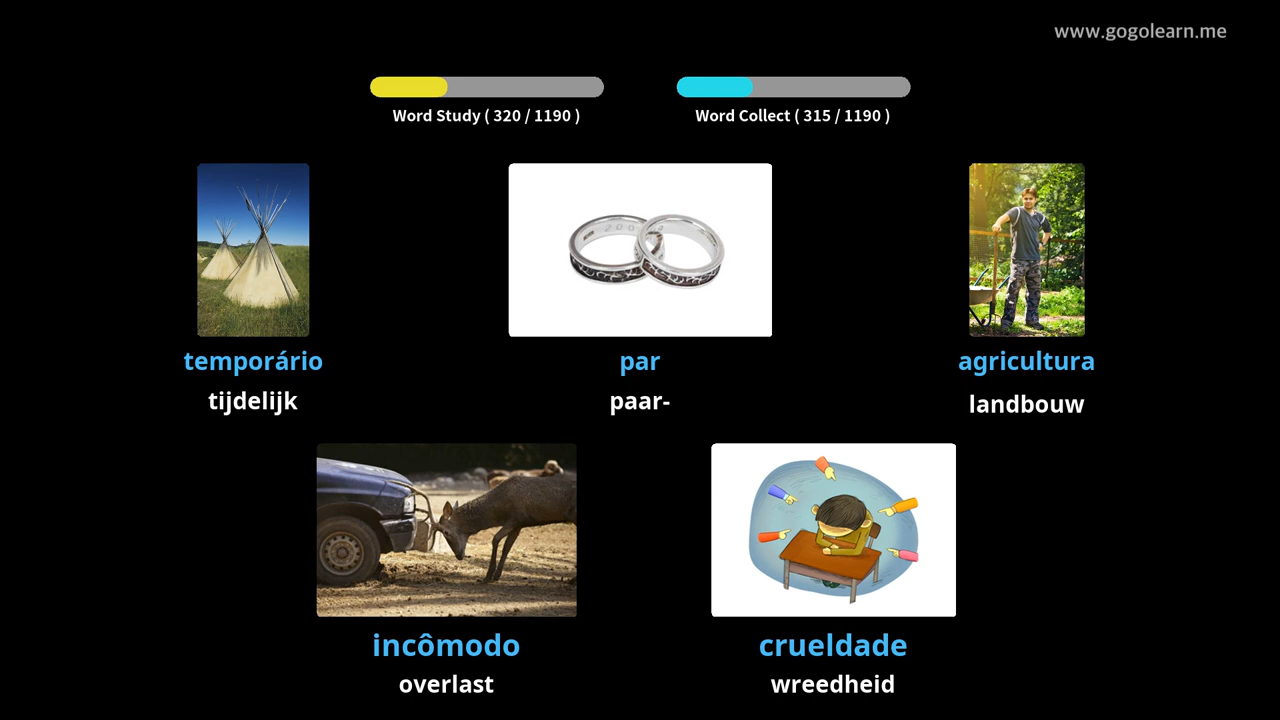 www.gogolearn.me
Word Study ( 320 / 1190 )
Word Collect ( 315 / 1190 )
temporário
tijdelijk
par
paar-
agricultura
landbouw
incômodo
overlast
crueldade
wreedheid